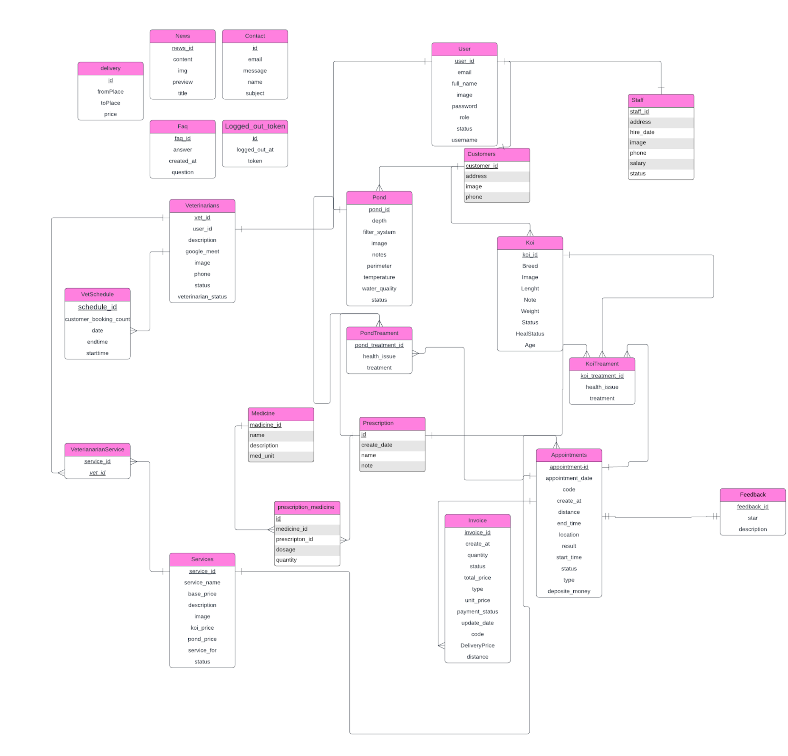 delivery
id
fromPlace
toPlace
price
News
news_id
content
img
preview
title
Contact
id
email
message
name
subject
Faq
faq_id
answer
created_at
question
Logged_out_token
id
logged_out_at
token
User
user_id
email
full_name
image
password
role
status
username
Staff
staff_id
address
hire_date
image
phone
salary
status
Customers
customer_id
address
image
phone
Veterinarians
vet_id
user_id
description
google_meet
image
phone
status
veterinarian_status
Pond
pond_id
depth
filter_system
image
notes
perimeter
temperature
water_quality
status
Koi
koi_id
Breed
Image
Lenght
Note
Weight
Status
HealStatus
Age
VetSchedule
schedule_id
customer_booking_count
date
endtime
starttime
PondTreament
pond_treatment_id
health_issue
treatment
KoiTreament
koi_treatment_id
health_issue
treatment
Medicine
madicine_id
name
description
med_unit
Prescription
id
create_date
name
note
VeterianarianService
service_id
vet_id
Appointments
appointment-id
appointment_date
code
create_at
distance
end_time
location
result
start_time
status
type
deposite_money
Feedback
feedback_id
star
description
prescription_medicine
id
medicine_id
prescription_id
dosage
quantity
Invoice
invoice_id
create_at
quantity
status
total_price
type
unit_price
payment_status
update_date
code
DeliveryPrice
distance
Services
service_id
service_name
base_price
description
image
koi_price
pond_price
service_for
status